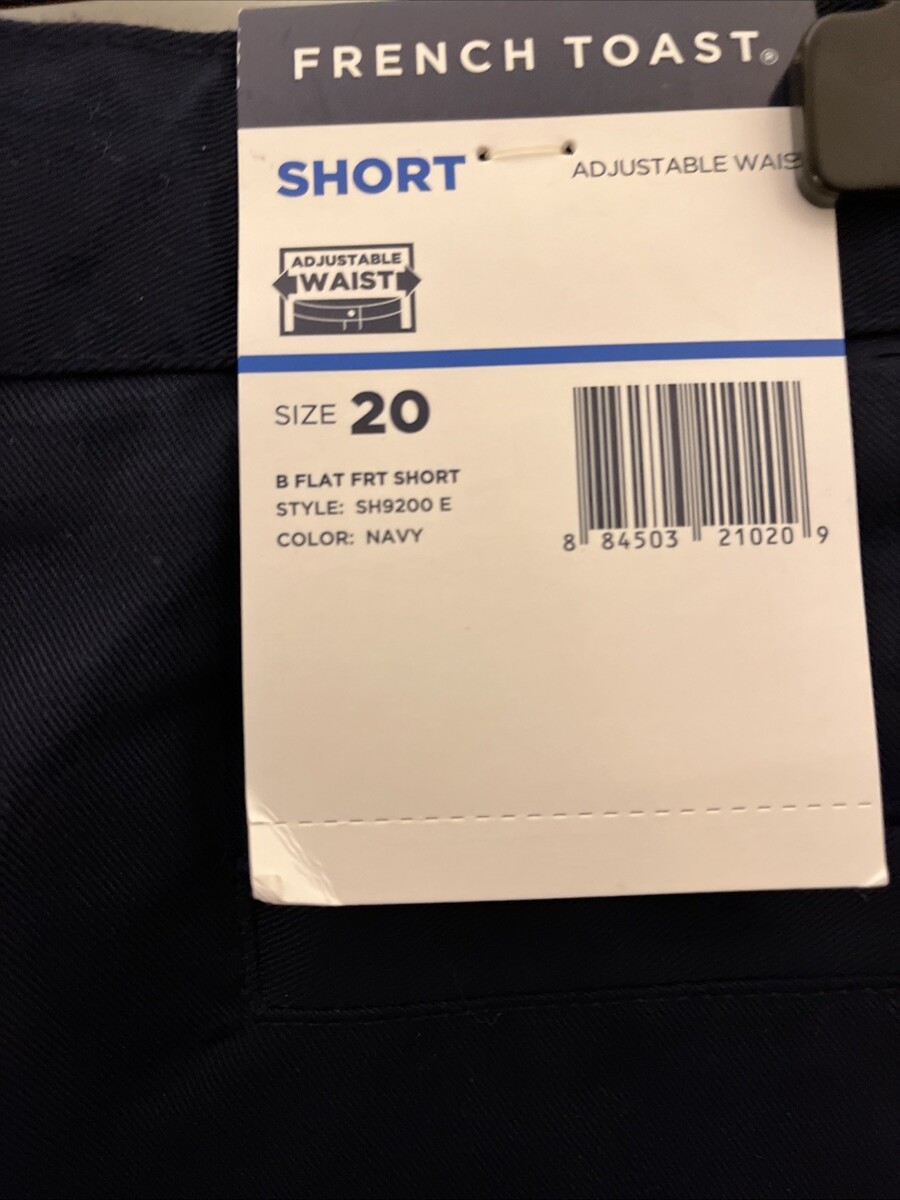 FRENCH TOAST®
SHORT
ADJUSTABLE WAIS
ADJUSTABLE
WAIST
SIZE 20
B FLAT FRT SHORT
STYLE: SH9200 E
COLOR: NAVY
8 84503 21020 9